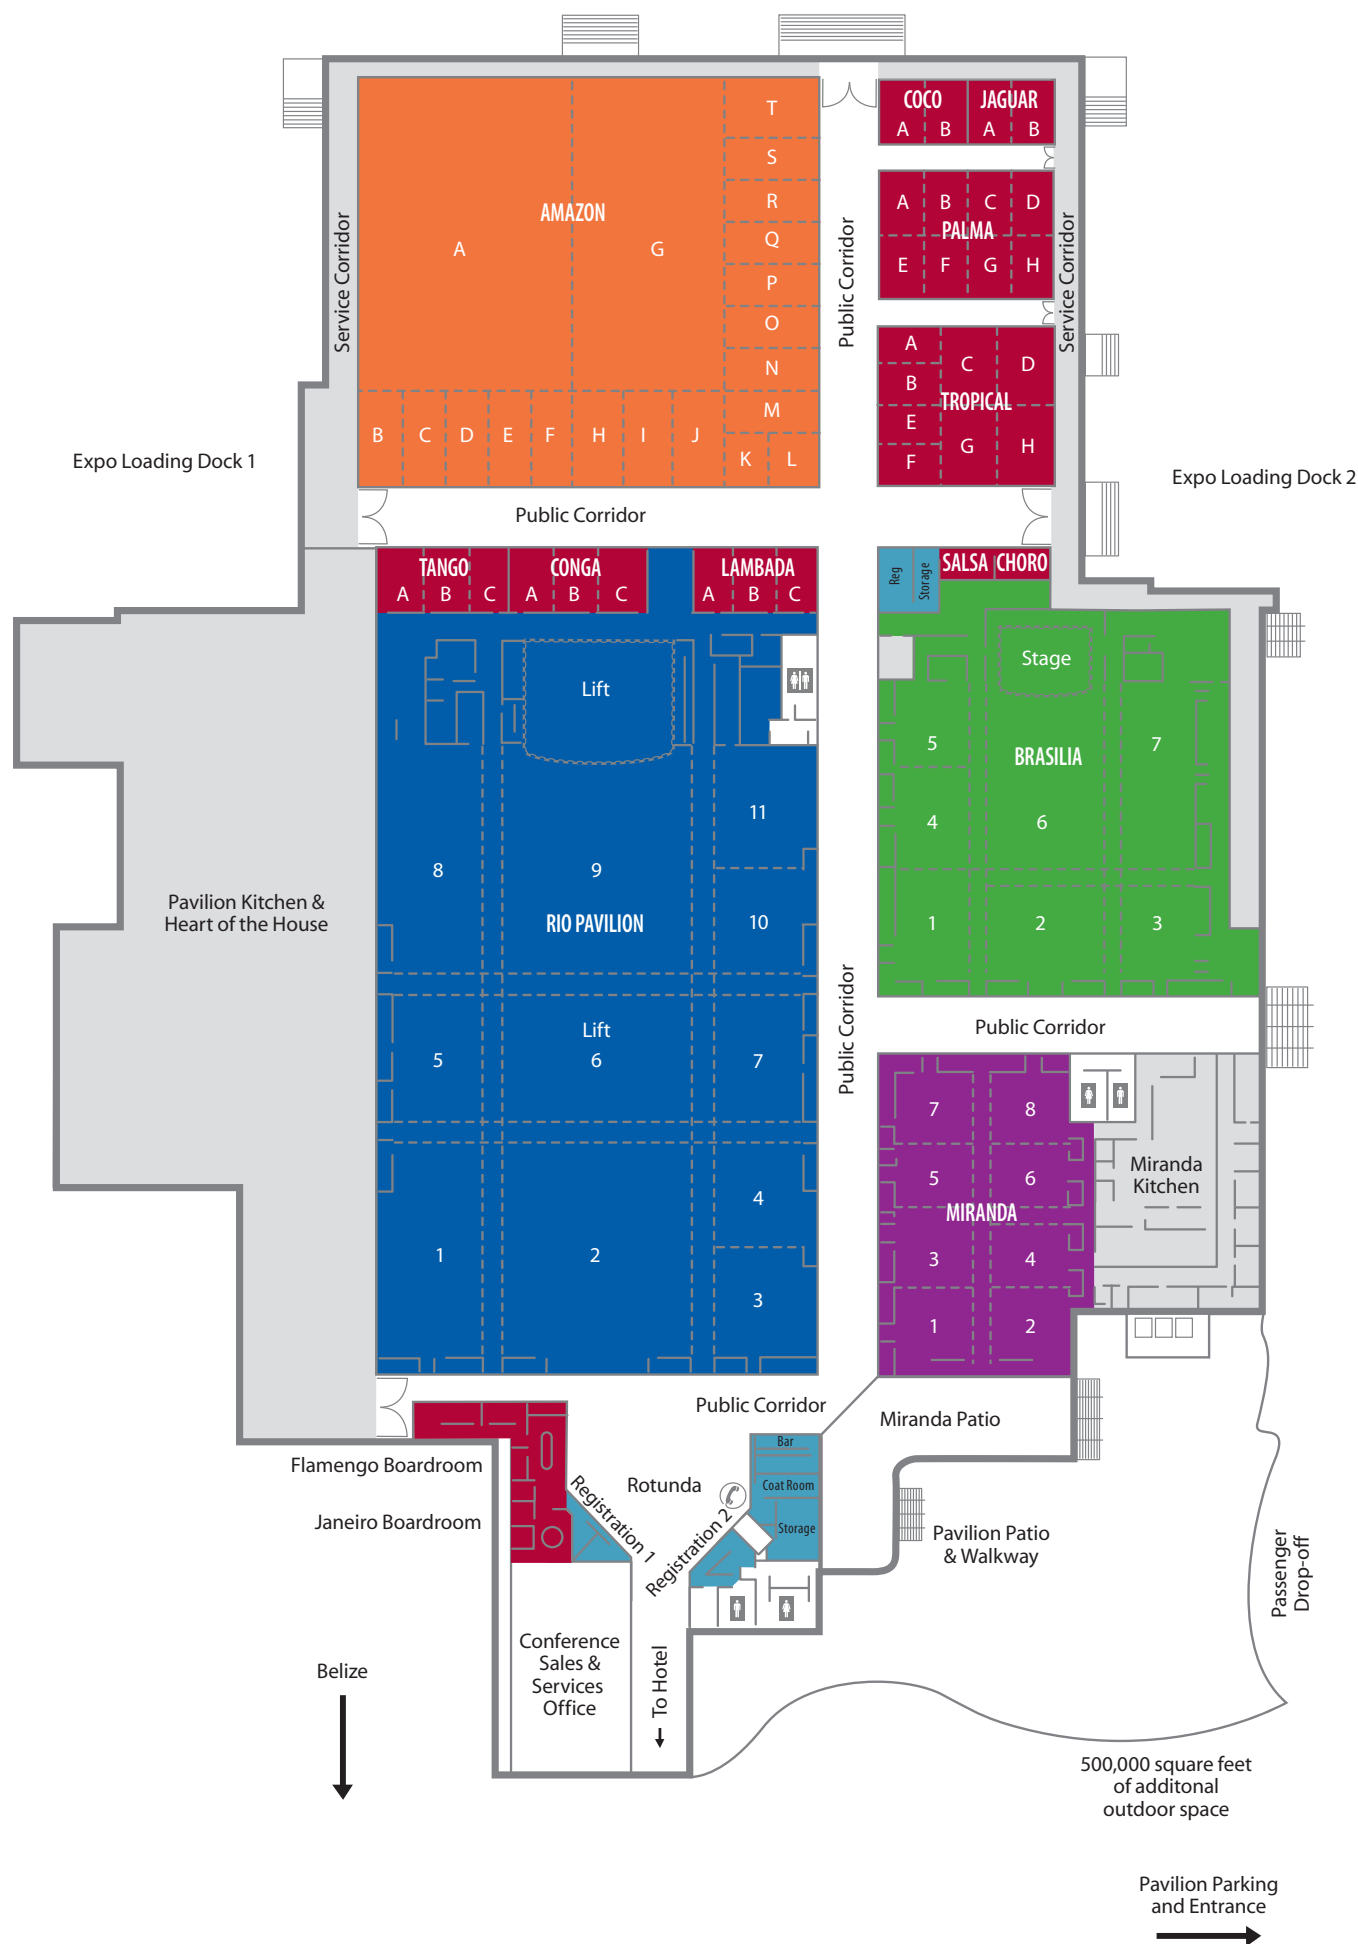 COCO
A
B
JAGUAR
A
B
T
S
R
Q
P
O
N
M
K
L
AMAZON
A
G
B
C
D
E
F
H
I
J
Service Corridor
Public Corridor
Service Corridor
A
B
C
D
PALMA
E
F
G
H
A
B
C
D
TROPICAL
E
F
G
H
Expo Loading Dock 1
Expo Loading Dock 2
Public Corridor
TANGO
A
B
C
CONGA
A
B
C
LAMBADA
A
B
C
Reg
Storage
SALSA
CHORO
Lift
Stage
5
BRASILIA
7
4
6
1
2
3
11
8
9
10
RIO PAVILION
Pavilion Kitchen &
Heart of the House
Public Corridor
Public Corridor
Lift
5
6
7
4
1
2
3
7
8
5
6
MIRANDA
3
4
1
2
Miranda
Kitchen
Public Corridor
Miranda Patio
Flamengo Boardroom
Janeiro Boardroom
Registration 1
Rotunda
Registration 2
Bar
Coat Room
Storage
Pavilion Patio
& Walkway
Passenger
Drop-off
Conference
Sales &
Services
Office
To Hotel
Belize
500,000 square feet
of additonal
outdoor space
Pavilion Parking
and Entrance